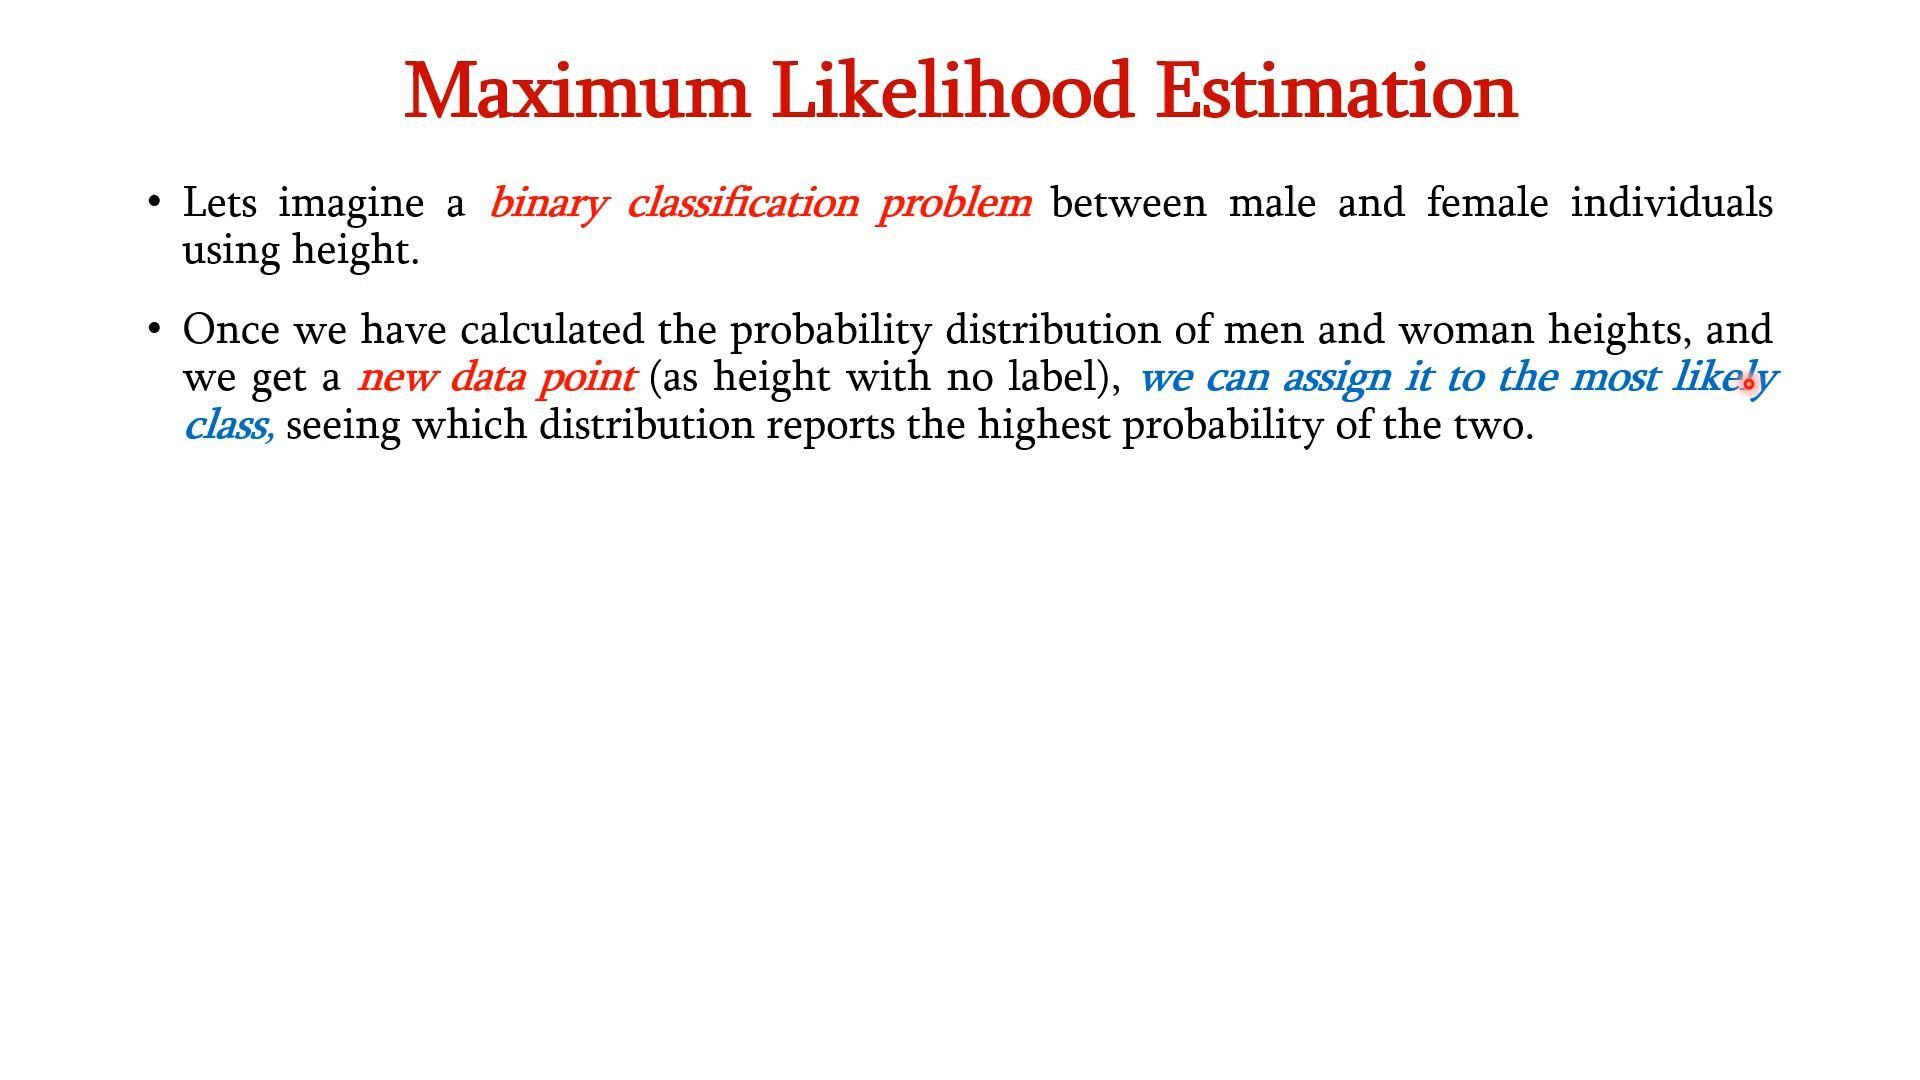 Maximum Likelihood Estimation
• Lets imagine a binary classification problem between male and female individuals
using height.
• Once we have calculated the probability distribution of men and woman heights, and
we get a new data point (as height with no label), we can assign it to the most likely
class, seeing which distribution reports the highest probability of the two.